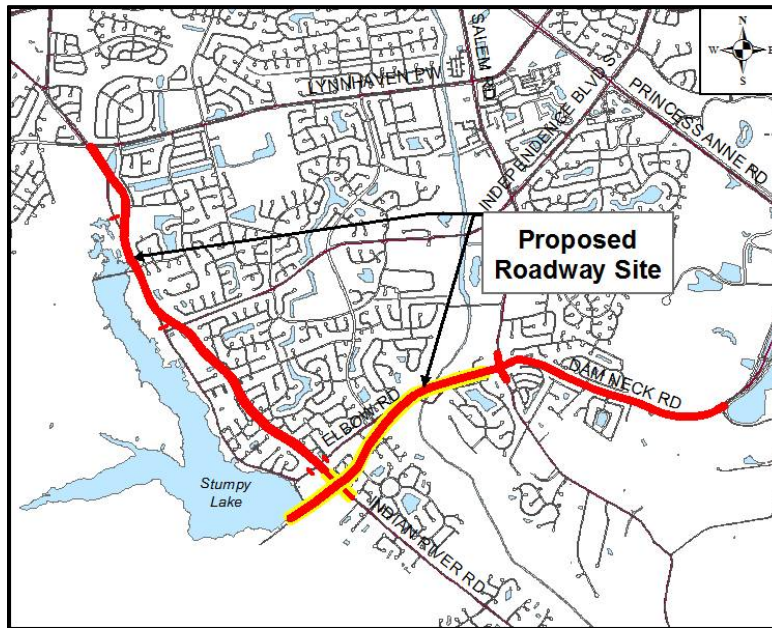 N
W E
S
LYNNHAVEN PW
SALEM RD
INDEPENDENCE BLVD S
PRINCESS ANNE RD
Proposed
Roadway Site
DAM NECK RD
ELBOW RD
Stumpy
Lake
INDIAN RIVER RD